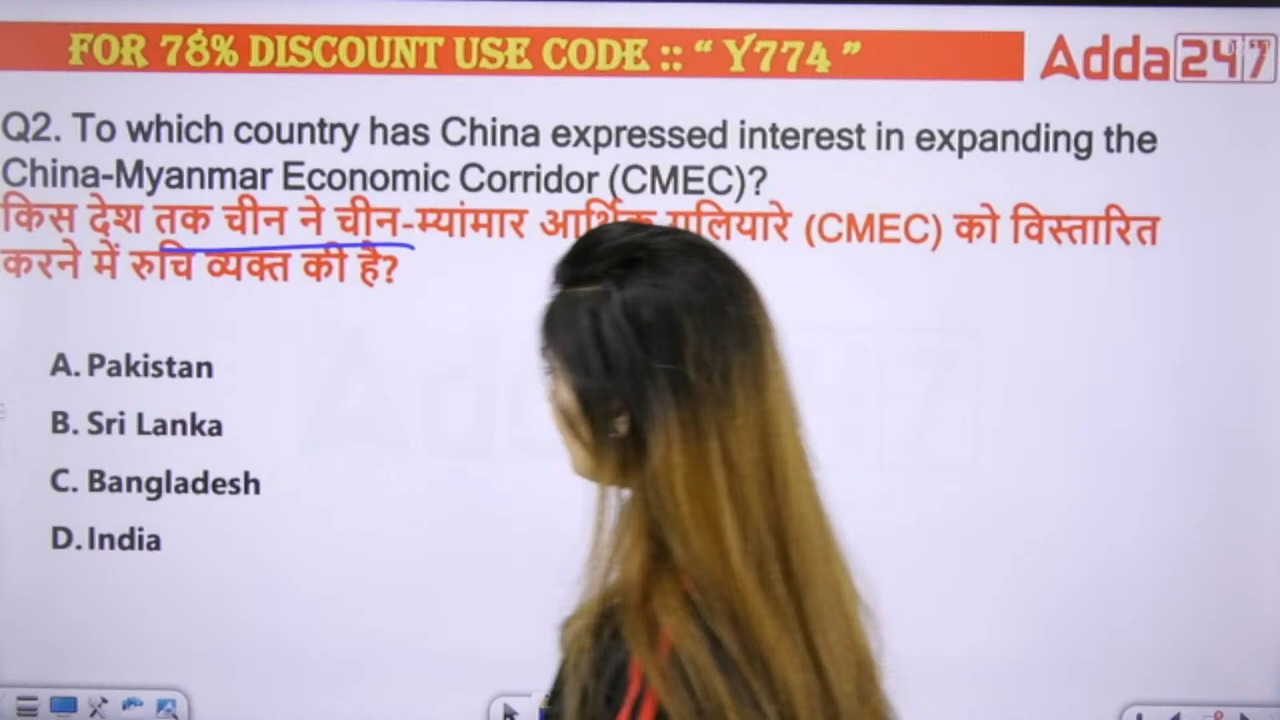 FOR 78% DISCOUNT USE CODE :: “ Y774 ”
Adda247
Q2. To which country has China expressed interest in expanding the
China-Myanmar Economic Corridor (CMEC)?
किस देश तक चीन ने चीन-म्यांमार आर्थिक गलियारे (CMEC) को विस्तारित
करने में रुचि व्यक्त की है?
A. Pakistan
B. Sri Lanka
C. Bangladesh
D. India